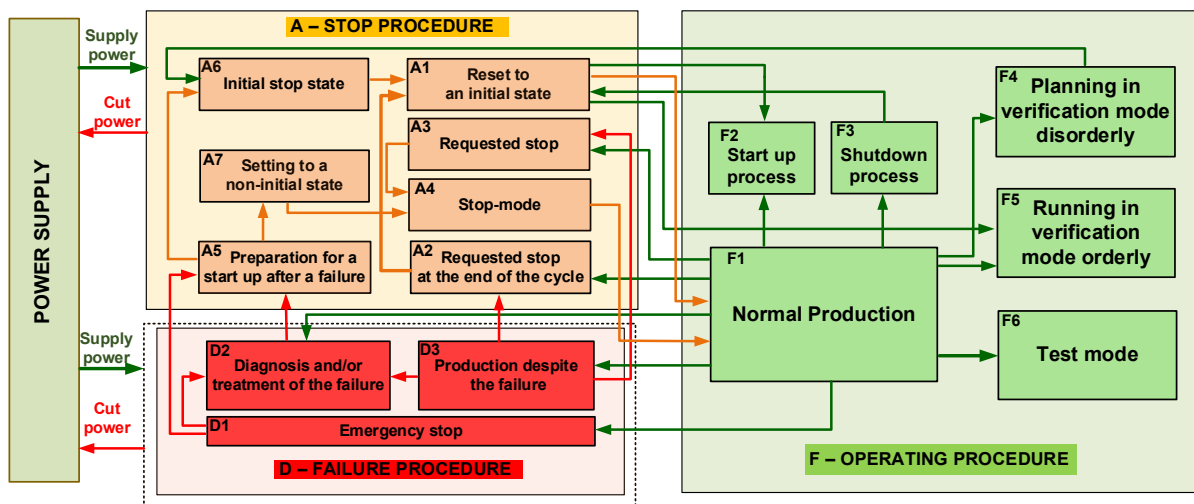 POWER SUPPLY
Supply
power
Cut
power
Supply
power
Cut
power
A – STOP PROCEDURE
A6
Initial stop state
A1
Reset to
an initial state
A3
Requested stop
A7
Setting to a
non-initial state
A4
Stop-mode
A5
Preparation for a
start up after a failure
A2
Requested stop
at the end of the cycle
D2
Diagnosis and/or
treatment of the failure
D3
Production despite
the failure
D1
Emergency stop
D – FAILURE PROCEDURE
F2
Start up
process
F3
Shutdown
process
F4
Planning in
verification mode
disorderly
F5
Running in
verification
mode orderly
F1
Normal Production
F6
Test mode
F – OPERATING PROCEDURE